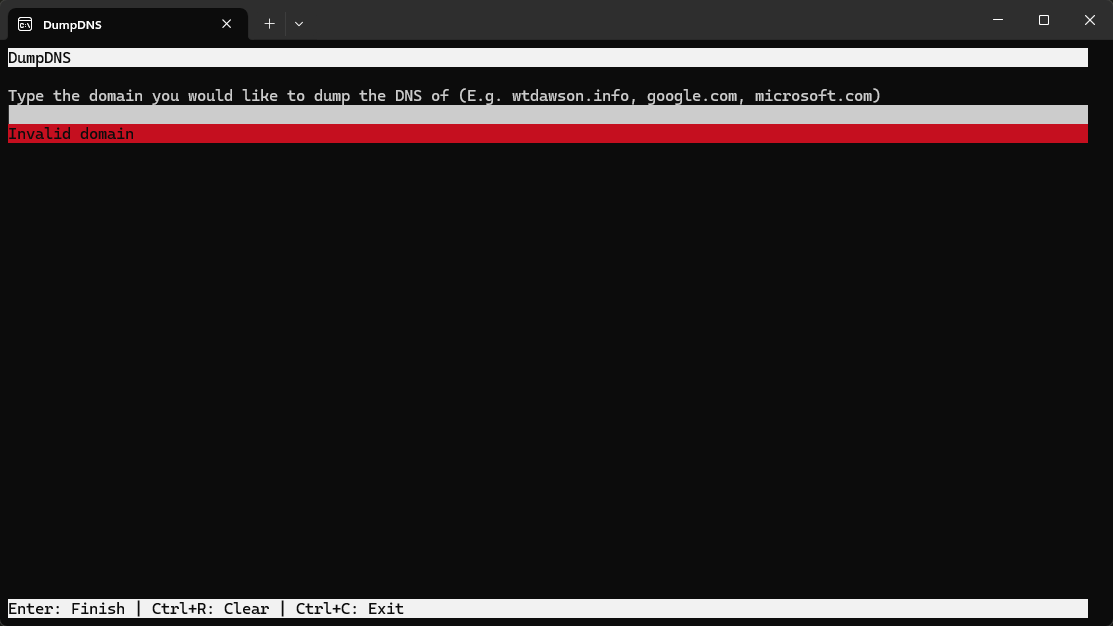 DumpDNS
DumpDNS
Type the domain you would like to dump the DNS of (E.g. wtdawson.info, google.com, microsoft.com)
Invalid domain
Enter: Finish | Ctrl+R: Clear | Ctrl+C: Exit